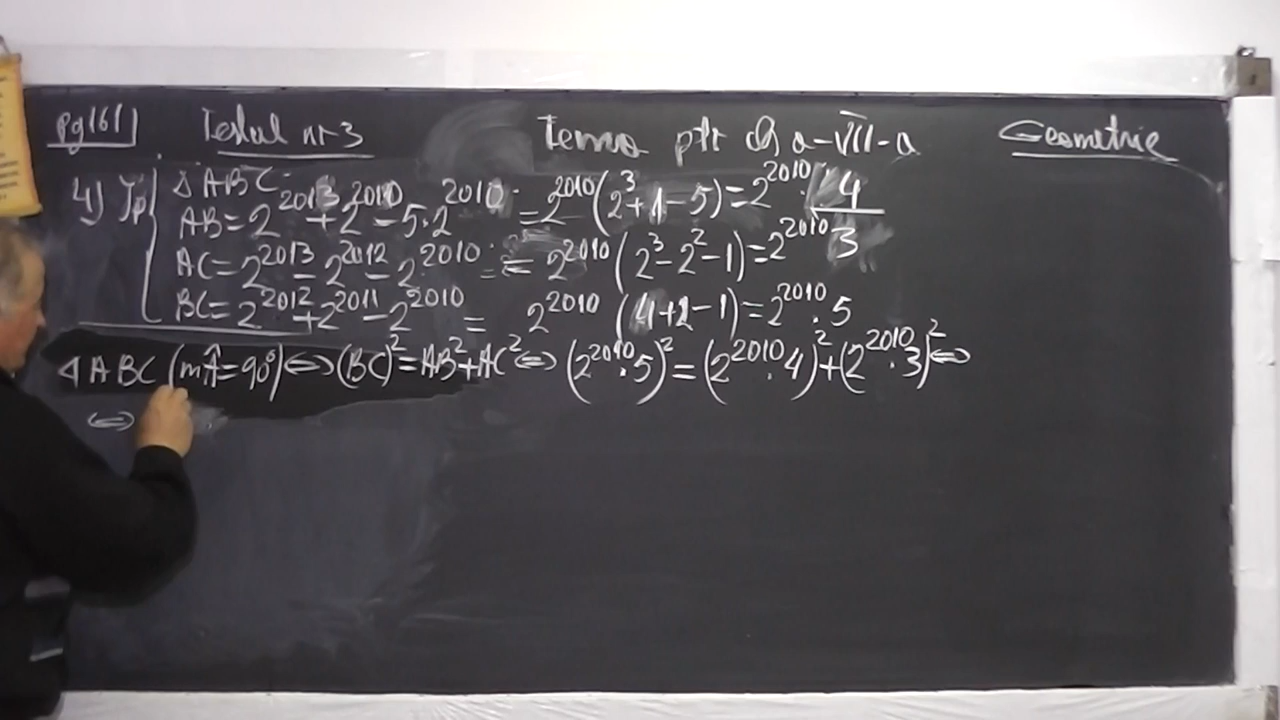 pg 161 Testul nr 3 Tema ptr cls a-VII-a Geometrie
4) Ip. Δ ABC.
AB = 2^2013 + 2^2010 - 5·2^2010 = 2^2010 (2^3 + 1 - 5) = 2^2010 · 4
AC = 2^2013 - 2^2012 - 2^2010 = 2^2010 (2^3 - 2^2 - 1) = 2^2010 3
BC = 2^2012 + 2^2011 - 2^2010 = 2^2010 (4 + 2 - 1) = 2^2010 · 5
Δ ABC (m Â = 90°) ⇔ (BC)^2 = AB^2 + AC^2 ⇔ (2^2010 · 5)^2 = (2^2010 · 4)^2 + (2^2010 · 3)^2 ⇔
⇔